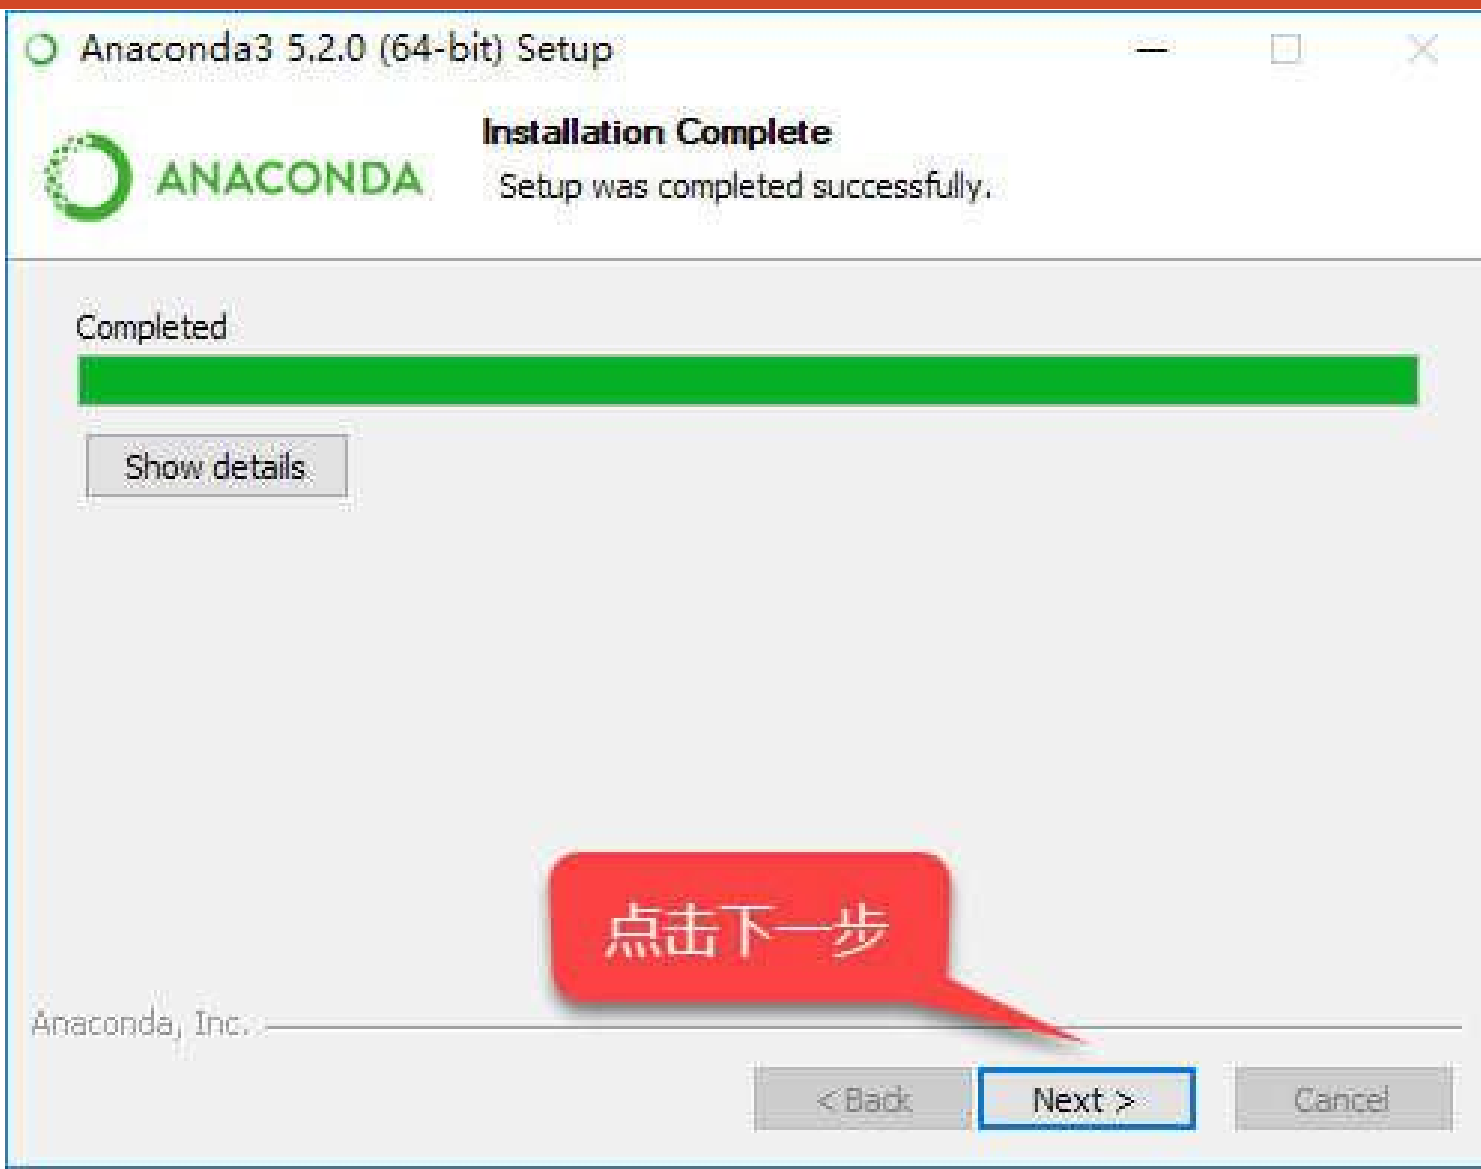 Anaconda3 5.2.0 (64-bit) Setup
ANACONDA
Installation Complete
Setup was completed successfully.
Completed
Show details
点击下一步
Anaconda, Inc.
< Back
Next >
Cancel